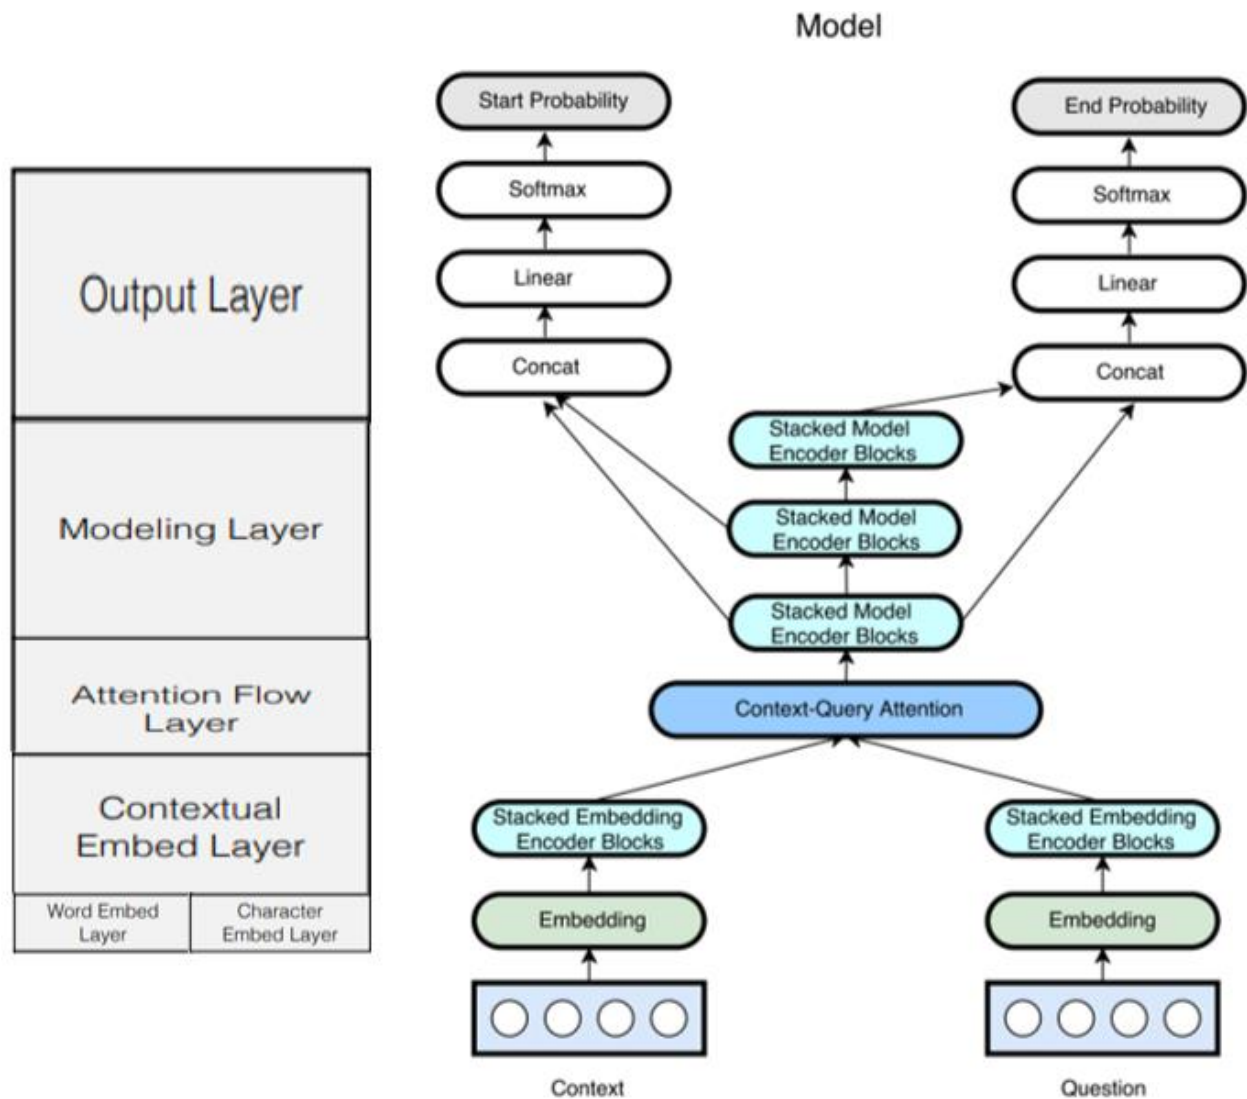 Model
Output Layer
Modeling Layer
Attention Flow
Layer
Contextual
Embed Layer
Word Embed
Layer
Character
Embed Layer
Start Probability
Softmax
Linear
Concat
End Probability
Softmax
Linear
Concat
Stacked Model
Encoder Blocks
Stacked Model
Encoder Blocks
Stacked Model
Encoder Blocks
Context-Query Attention
Stacked Embedding
Encoder Blocks
Embedding
Context
Stacked Embedding
Encoder Blocks
Embedding
Question